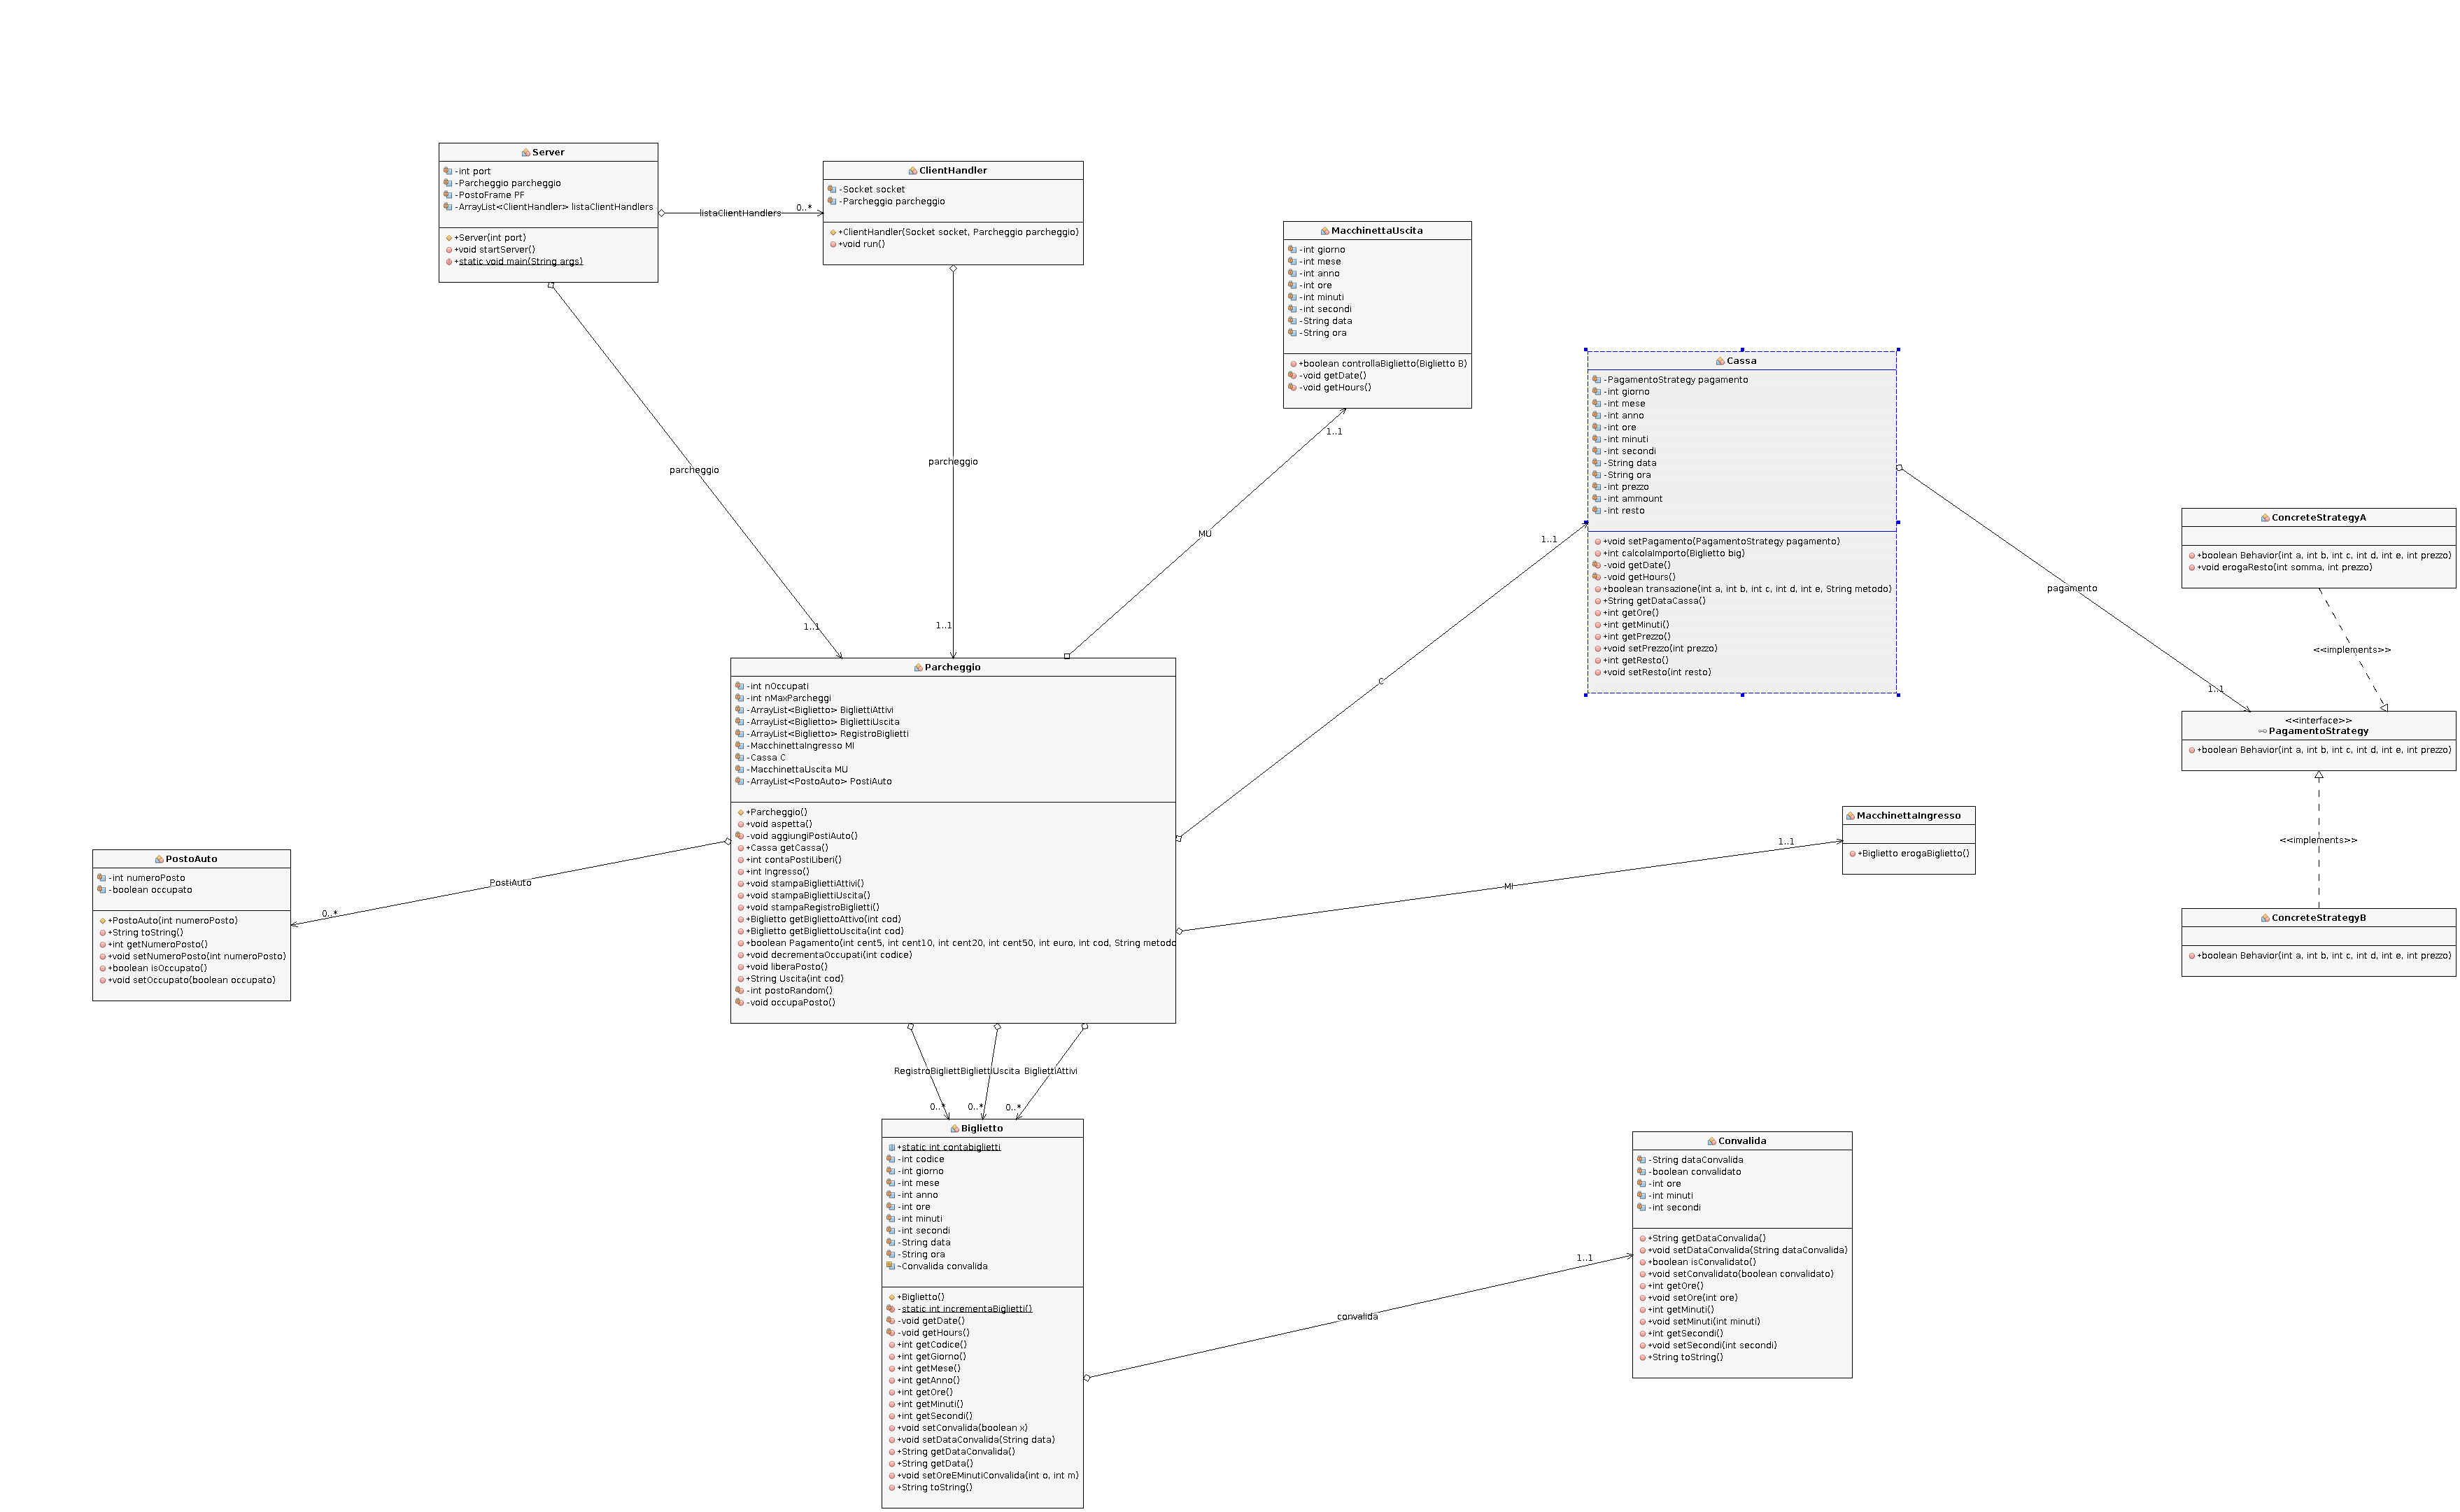 Server
-int port
-Parcheggio parcheggio
-PostoFrame PF
-ArrayList<ClientHandler> listaClientHandlers
+Server(int port)
+void startServer()
+static void main(String args)
listaClientHandlers
0..*
ClientHandler
-Socket socket
-Parcheggio parcheggio
+ClientHandler(Socket socket, Parcheggio parcheggio)
+void run()
MacchinettaUscita
-int giorno
-int mese
-int anno
-int ore
-int minuti
-int secondi
-String data
-String ora
+boolean controllaBiglietto(Biglietto B)
-void getDate()
-void getHours()
1..1
MU
Cassa
-PagamentoStrategy pagamento
-int giorno
-int mese
-int anno
-int ore
-int minuti
-int secondi
-String data
-String ora
-int prezzo
-int ammount
-int resto
+void setPagamento(PagamentoStrategy pagamento)
+int calcolaImporto(Biglietto big)
-void getDate()
-void getHours()
+boolean transazione(int a, int b, int c, int d, int e, String metodo)
+String getDataCassa()
+int getOre()
+int getMinuti()
+int getPrezzo()
+void setPrezzo(int prezzo)
+int getResto()
+void setResto(int resto)
1..1
C
pagamento
1..1
ConcreteStrategyA
+boolean Behavior(int a, int b, int c, int d, int e, int prezzo)
+void erogaResto(int somma, int prezzo)
<<implements>>
<<interface>>
PagamentoStrategy
+boolean Behavior(int a, int b, int c, int d, int e, int prezzo)
<<implements>>
ConcreteStrategyB
+boolean Behavior(int a, int b, int c, int d, int e, int prezzo)
parcheggio
1..1
parcheggio
1..1
Parcheggio
-int nOccupati
-int nMaxParcheggi
-ArrayList<Biglietto> BigliettiAttivi
-ArrayList<Biglietto> BigliettiUscita
-ArrayList<Biglietto> RegistroBiglietti
-MacchinettaIngresso MI
-Cassa C
-MacchinettaUscita MU
-ArrayList<PostoAuto> PostiAuto
+Parcheggio()
+void aspetta()
-void aggiungiPostiAuto()
+Cassa getCassa()
+int contaPostiLiberi()
+int Ingresso()
+void stampaBigliettiAttivi()
+void stampaBigliettiUscita()
+void stampaRegistroBiglietti()
+Biglietto getBigliettoAttivo(int cod)
+Biglietto getBigliettoUscita(int cod)
+boolean Pagamento(int cent5, int cent10, int cent20, int cent50, int euro, int cod, String metodo
+void decrementaOccupati(int codice)
+void liberaPosto()
+String Uscita(int cod)
-int postoRandom()
-void occupaPosto()
MI
1..1
MacchinettaIngresso
+Biglietto erogaBiglietto()
PostiAuto
0..*
PostoAuto
-int numeroPosto
-boolean occupato
+PostoAuto(int numeroPosto)
+String toString()
+int getNumeroPosto()
+void setNumeroPosto(int numeroPosto)
+boolean isOccupato()
+void setOccupato(boolean occupato)
RegistroBigliettBigliettiUscita BigliettiAttivi
0..* 0..* 0..*
Biglietto
+static int contabiglietti
-int codice
-int giorno
-int mese
-int anno
-int ore
-int minuti
-int secondi
-String data
-String ora
~Convalida convalida
+Biglietto()
-static int incrementaBiglietti()
-void getDate()
-void getHours()
+int getCodice()
+int getGiorno()
+int getMese()
+int getAnno()
+int getOre()
+int getMinuti()
+int getSecondi()
+void setConvalida(boolean x)
+void setDataConvalida(String data)
+String getDataConvalida()
+String getData()
+void setOreEMinutiConvalida(int o, int m)
+String toString()
convalida
1..1
Convalida
-String dataConvalida
-boolean convalidato
-int ore
-int minuti
-int secondi
+String getDataConvalida()
+void setDataConvalida(String dataConvalida)
+boolean isConvalidato()
+void setConvalidato(boolean convalidato)
+int getOre()
+void setOre(int ore)
+int getMinuti()
+void setMinuti(int minuti)
+int getSecondi()
+void setSecondi(int secondi)
+String toString()